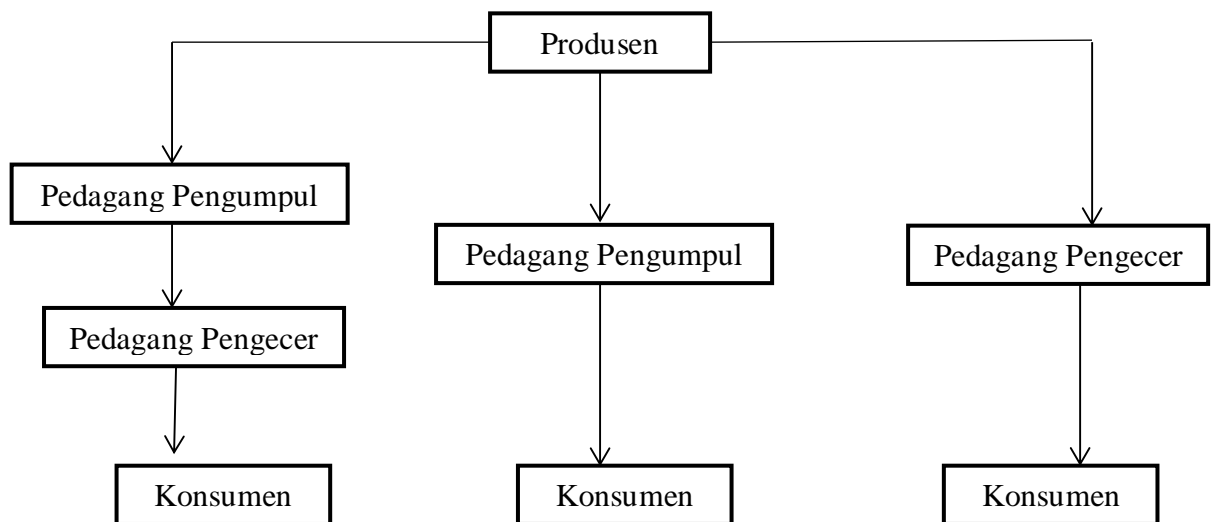 Produsen
Pedagang Pengumpul
Pedagang Pengumpul
Pedagang Pengecer
Pedagang Pengecer
Konsumen
Konsumen
Konsumen